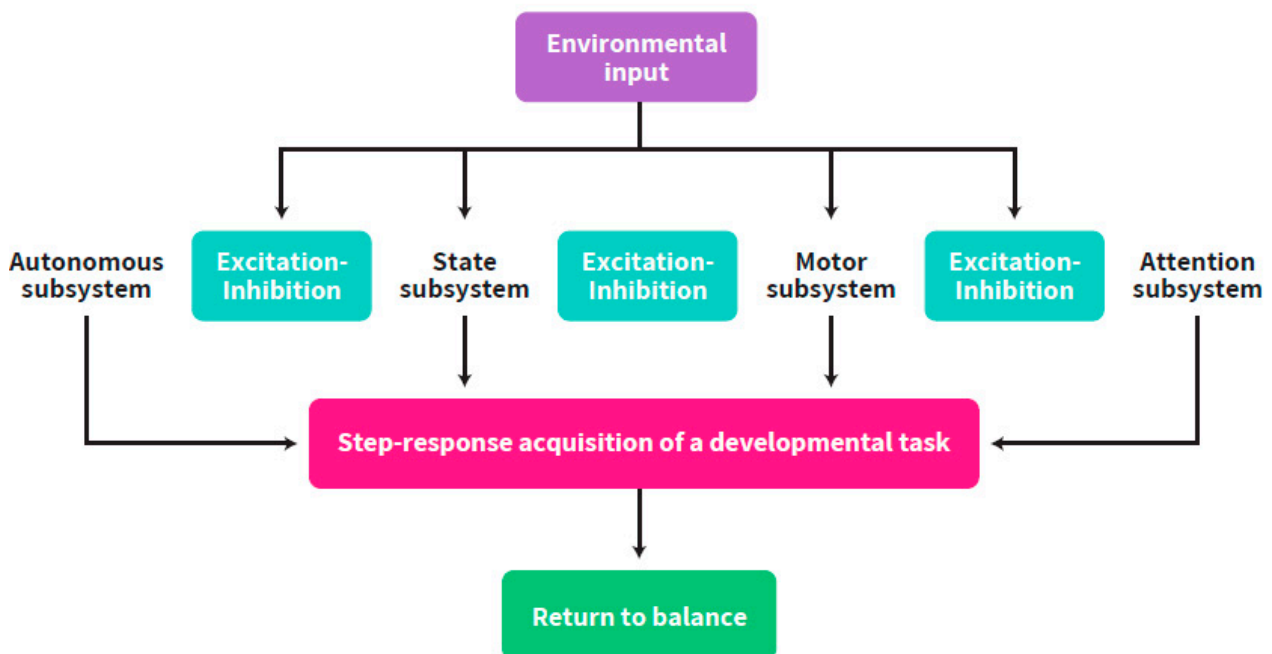 Environmental
input
Autonomous
subsystem
Excitation-
Inhibition
State
subsystem
Excitation-
Inhibition
Motor
subsystem
Excitation-
Inhibition
Attention
subsystem
Step-response acquisition of a developmental task
Return to balance